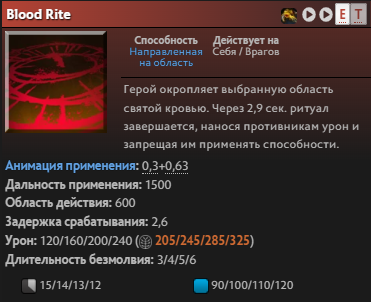 Blood Rite
E T
Способность
Направленная
на область
Действует на
Себя / Врагов
Герой окропляет выбранную область
святой кровью. Через 2,9 сек. ритуал
завершается, нанося противникам урон и
запрещая им применять способности.
Анимация применения: 0,3+0,63
Дальность применения: 1500
Область действия: 600
Задержка срабатывания: 2,6
Урон: 120/160/200/240 (205/245/285/325)
Длительность безмолвия: 3/4/5/6
15/14/13/12
90/100/110/120